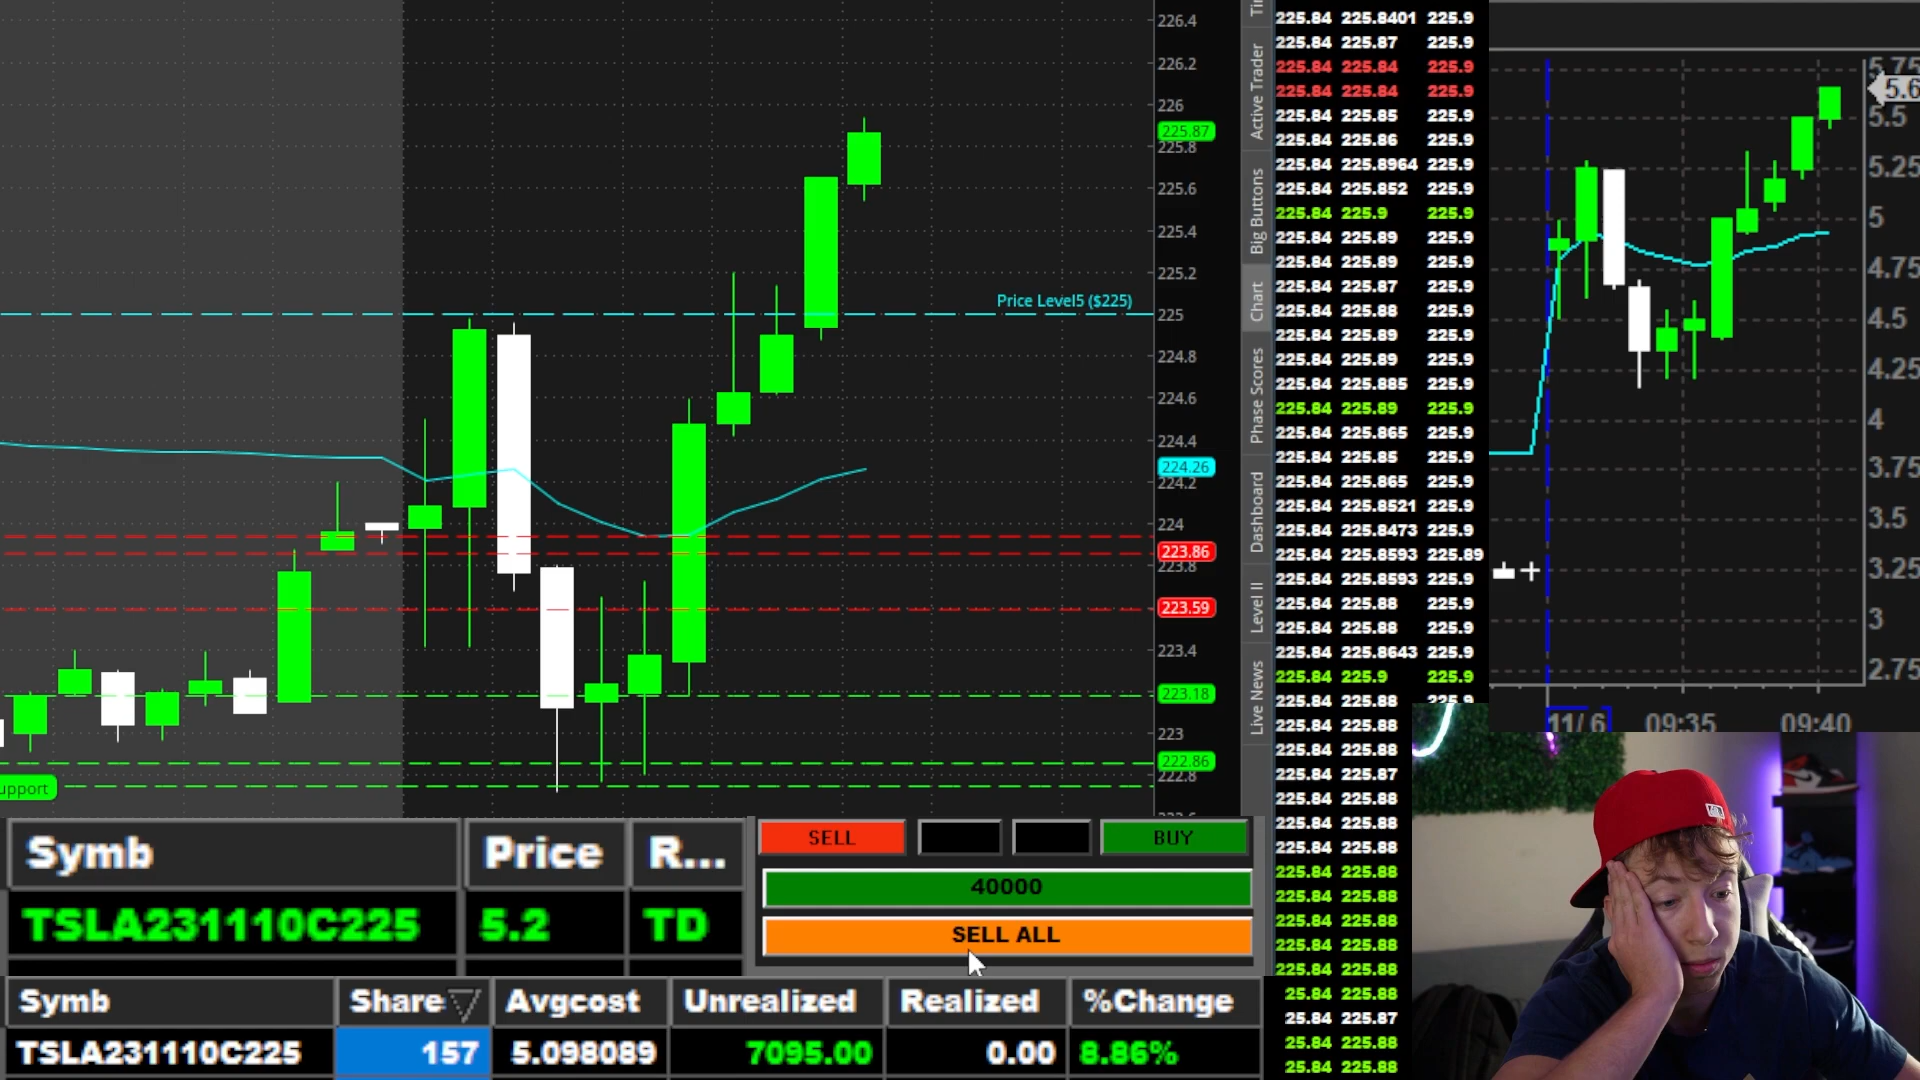 226.4
226.2
226
225.87
225.8
225.6
225.4
225.2
Price Level5 ($225)
225
224.8
224.6
224.4
224.26
224.2
224
223.86
223.8
223.59
223.4
223.18
223
222.86
222.8
upport
Active Trader
Big Buttons
Chart
Phase Scores
Dashboard
Level II
Live News
225.84 225.8401 225.9
225.84 225.87 225.9
225.84 225.84 225.9
225.84 225.84 225.9
225.84 225.85 225.9
225.84 225.86 225.9
225.84 225.8964 225.9
225.84 225.852 225.9
225.84 225.9 225.9
225.84 225.89 225.9
225.84 225.89 225.9
225.84 225.87 225.9
225.84 225.88 225.9
225.84 225.89 225.9
225.84 225.89 225.9
225.84 225.885 225.9
225.84 225.89 225.9
225.84 225.865 225.9
225.84 225.85 225.9
225.84 225.865 225.9
225.84 225.8521 225.9
225.84 225.8473 225.9
225.84 225.8593 225.89
225.84 225.8593 225.9
225.84 225.88 225.9
225.84 225.88 225.9
225.84 225.8643 225.9
225.84 225.9 225.9
225.84 225.88 225.9
225.84 225.88
225.84 225.88
225.84 225.87
225.84 225.88
225.84 225.88
225.84 225.88
225.84 225.88
225.84 225.88
225.84 225.88
225.84 225.88
225.84 225.88
25.84 225.88
25.84 225.87
25.84 225.88
25.84 225.88
5.75
5.6
5.5
5.25
5
4.75
4.5
4.25
4
3.75
3.5
3.25
3
2.75
11/6 09:35 09:40
Symb Price R...
TSLA231110C225 5.2 TD
SELL BUY
40000
SELL ALL
Symb Share Avgcost Unrealized Realized %Change
TSLA231110C225 157 5.098089 7095.00 0.00 8.86%